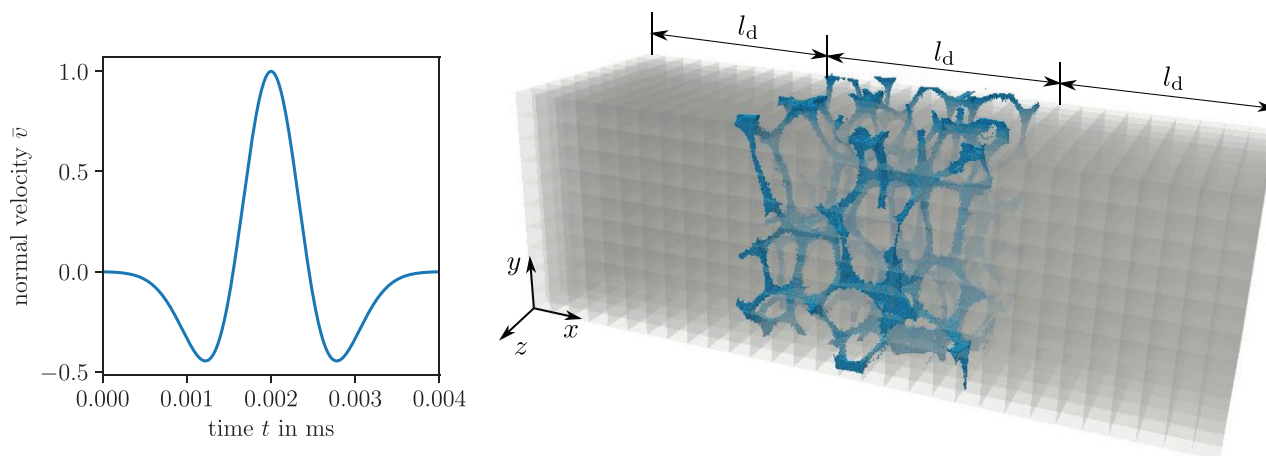 1.0
0.5
0.0
−0.5
0.000 0.001 0.002 0.003 0.004
time t in ms
normal velocity v̄
l_d
l_d
l_d
y
x
z